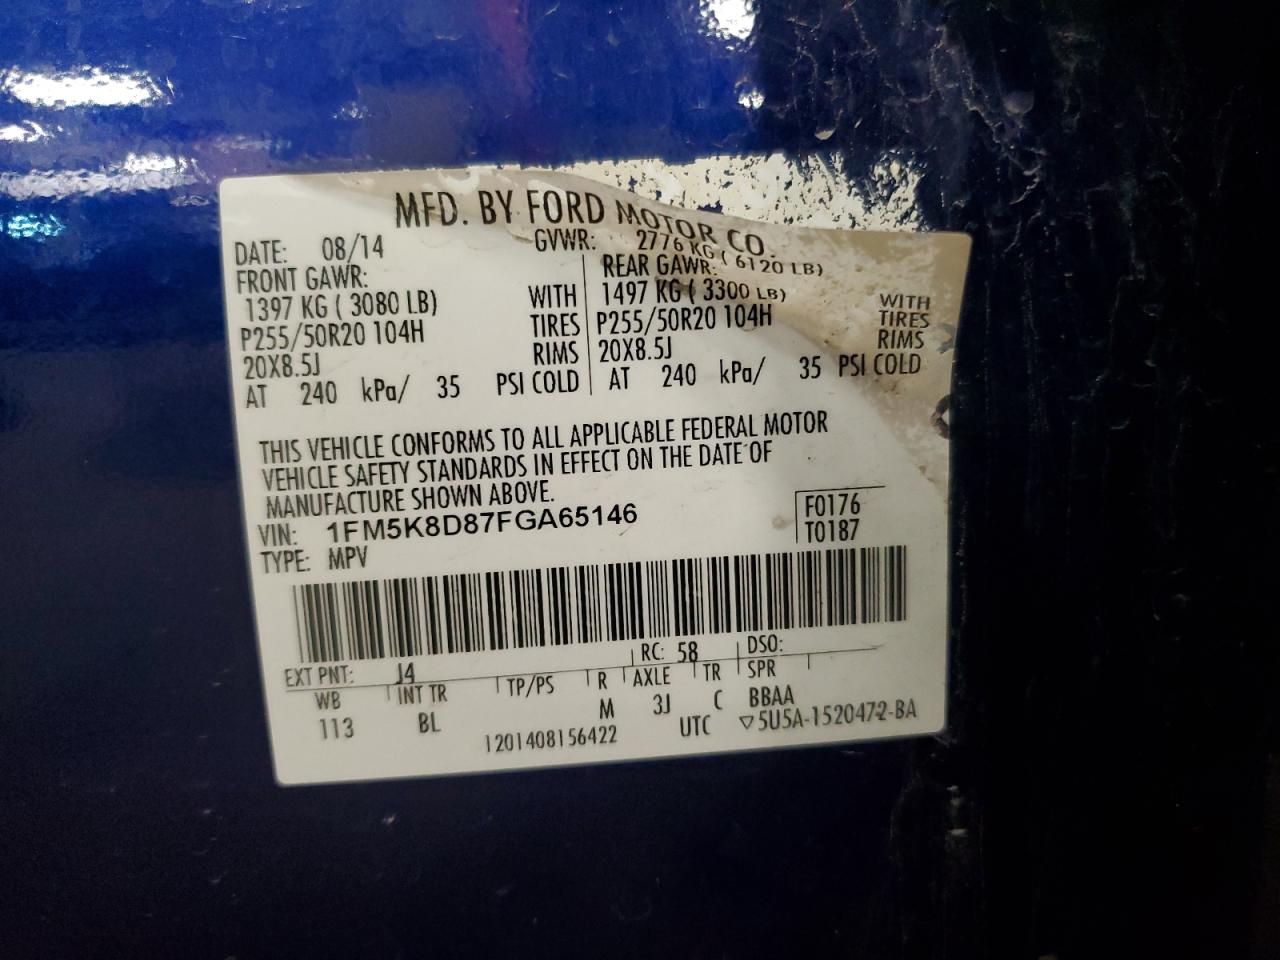 MFD. BY FORD MOTOR CO.
DATE: 08/14 GVWR: 2776 KG ( 6120 LB)
FRONT GAWR: REAR GAWR:
1397 KG ( 3080 LB) WITH 1497 KG ( 3300 LB) WITH
P255/50R20 104H TIRES P255/50R20 104H TIRES
20X8.5J RIMS 20X8.5J RIMS
AT 240 kPa/ 35 PSI COLD AT 240 kPa/ 35 PSI COLD
THIS VEHICLE CONFORMS TO ALL APPLICABLE FEDERAL MOTOR
VEHICLE SAFETY STANDARDS IN EFFECT ON THE DATE OF
MANUFACTURE SHOWN ABOVE.
VIN: 1FM5K8D87FGA65146 F0176
TYPE: MPV T0187
EXT PNT: J4 RC: 58 DSO:
WB INT TR TP/PS R AXLE TR SPR
113 BL M 3J C BBAA
1201408156422 UTC ▽5U5A-1520472-BA